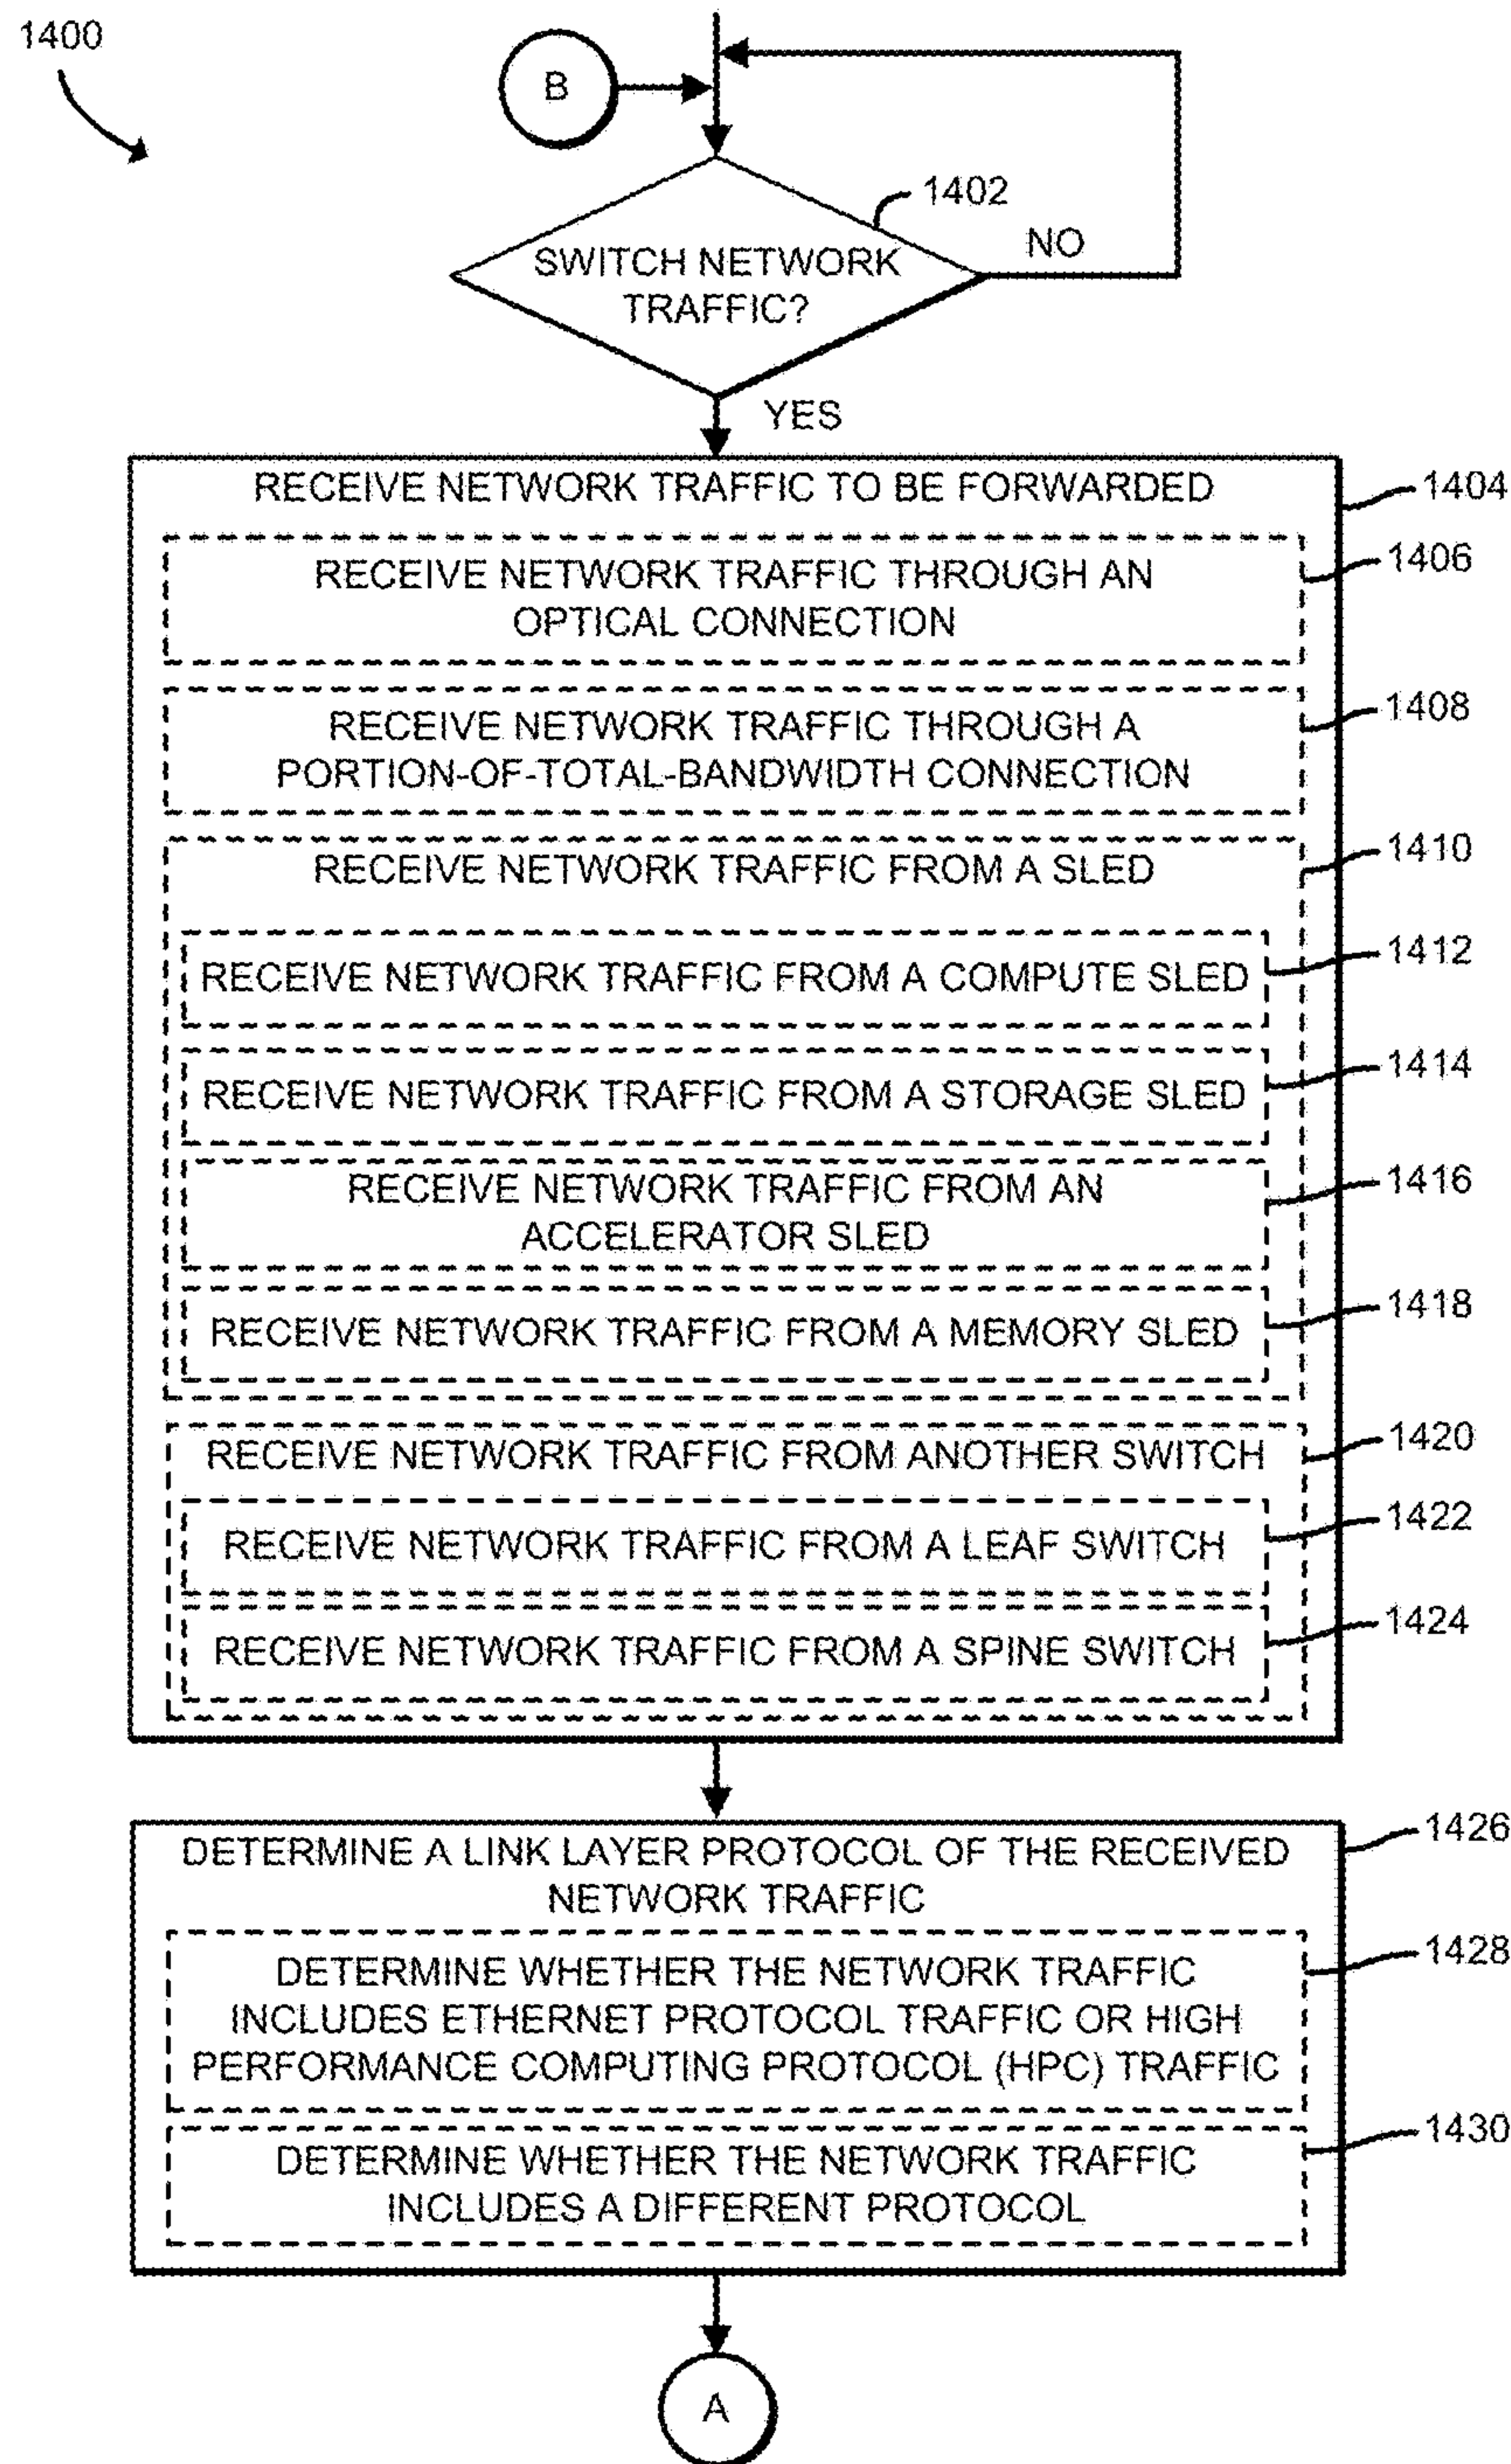 1400
B
1402
SWITCH NETWORK
TRAFFIC?
NO
YES
RECEIVE NETWORK TRAFFIC TO BE FORWARDED
1404
RECEIVE NETWORK TRAFFIC THROUGH AN
OPTICAL CONNECTION
1406
RECEIVE NETWORK TRAFFIC THROUGH A
PORTION-OF-TOTAL-BANDWIDTH CONNECTION
1408
RECEIVE NETWORK TRAFFIC FROM A SLED
1410
RECEIVE NETWORK TRAFFIC FROM A COMPUTE SLED
1412
RECEIVE NETWORK TRAFFIC FROM A STORAGE SLED
1414
RECEIVE NETWORK TRAFFIC FROM AN
ACCELERATOR SLED
1416
RECEIVE NETWORK TRAFFIC FROM A MEMORY SLED
1418
RECEIVE NETWORK TRAFFIC FROM ANOTHER SWITCH
1420
RECEIVE NETWORK TRAFFIC FROM A LEAF SWITCH
1422
RECEIVE NETWORK TRAFFIC FROM A SPINE SWITCH
1424
DETERMINE A LINK LAYER PROTOCOL OF THE RECEIVED
NETWORK TRAFFIC
1426
DETERMINE WHETHER THE NETWORK TRAFFIC
INCLUDES ETHERNET PROTOCOL TRAFFIC OR HIGH
PERFORMANCE COMPUTING PROTOCOL (HPC) TRAFFIC
1428
DETERMINE WHETHER THE NETWORK TRAFFIC
INCLUDES A DIFFERENT PROTOCOL
1430
A